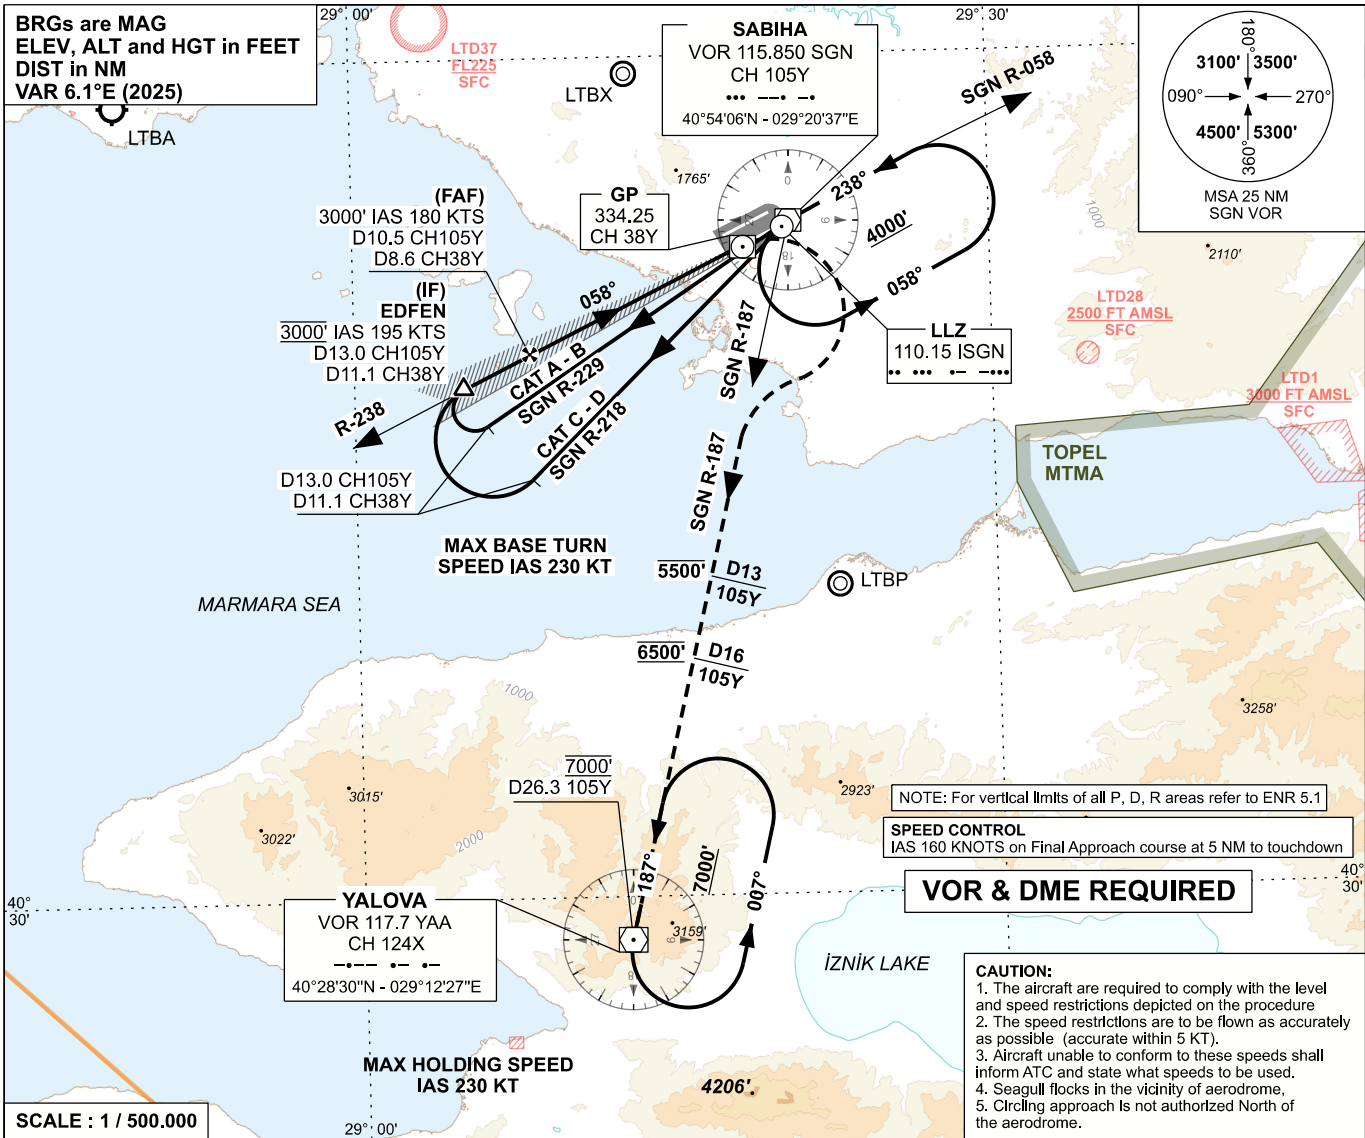 BRGs are MAG
ELEV, ALT and HGT in FEET
DIST in NM
VAR 6.1°E (2025)
29° 00'
29° 30'
LTD37
FL225
SFC
LTBX
LTBA
SABIHA
VOR 115.850 SGN
CH 105Y
••• −−• −•
40°54'06"N - 029°20'37"E
SGN R-058
180°
3100' 3500'
090° 270°
4500' 5300'
360°
MSA 25 NM
SGN VOR
1765'
1000
2110'
GP
334.25
CH 38Y
0
9
18
27
238°
4000'
058°
(FAF)
3000' IAS 180 KTS
D10.5 CH105Y
D8.6 CH38Y
(IF)
EDFEN
3000' IAS 195 KTS
D13.0 CH105Y
D11.1 CH38Y
058°
R-238
CAT A - B
SGN R-229
CAT C - D
SGN R-218
D13.0 CH105Y
D11.1 CH38Y
SGN R-187
LLZ
110.15 ISGN
•• ••• •− −•••
LTD28
2500 FT AMSL
SFC
LTD1
3000 FT AMSL
SFC
TOPEL
MTMA
SGN R-187
MAX BASE TURN
SPEED IAS 230 KT
5500' D13
105Y
LTBP
MARMARA SEA
6500' D16
105Y
1000
3258'
7000'
D26.3 105Y
3015'
2923'
3022'
2000
NOTE: For vertical limits of all P, D, R areas refer to ENR 5.1
SPEED CONTROL
IAS 160 KNOTS on Final Approach course at 5 NM to touchdown
187°
7000'
007°
VOR & DME REQUIRED
40°
30'
40°
30'
YALOVA
VOR 117.7 YAA
CH 124X
−•−− •− •−
40°28'30"N - 029°12'27"E
0
9
3159'
İZNİK LAKE
CAUTION:
1. The aircraft are required to comply with the level
and speed restrictions depicted on the procedure
2. The speed restrictions are to be flown as accurately
as possible (accurate within 5 KT).
3. Aircraft unable to conform to these speeds shall
inform ATC and state what speeds to be used.
4. Seagull flocks in the vicinity of aerodrome,
5. Circling approach is not authorized North of
the aerodrome.
MAX HOLDING SPEED
IAS 230 KT
4206'
SCALE : 1 / 500.000
29° 00'